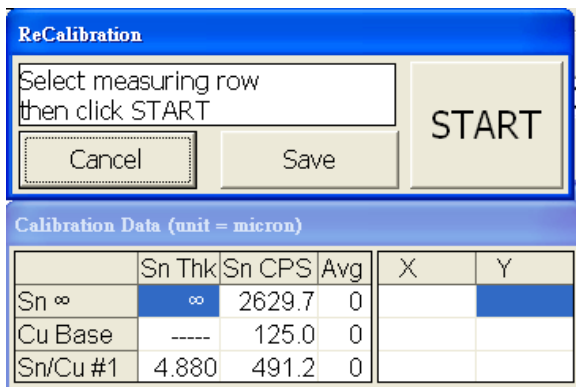 ReCalibration
Select measuring row
then click START
START
Cancel Save
Calibration Data (unit = micron)
Sn Thk Sn CPS Avg X Y
Sn ∞ ∞ 2629.7 0
Cu Base ----- 125.0 0
Sn/Cu #1 4.880 491.2 0